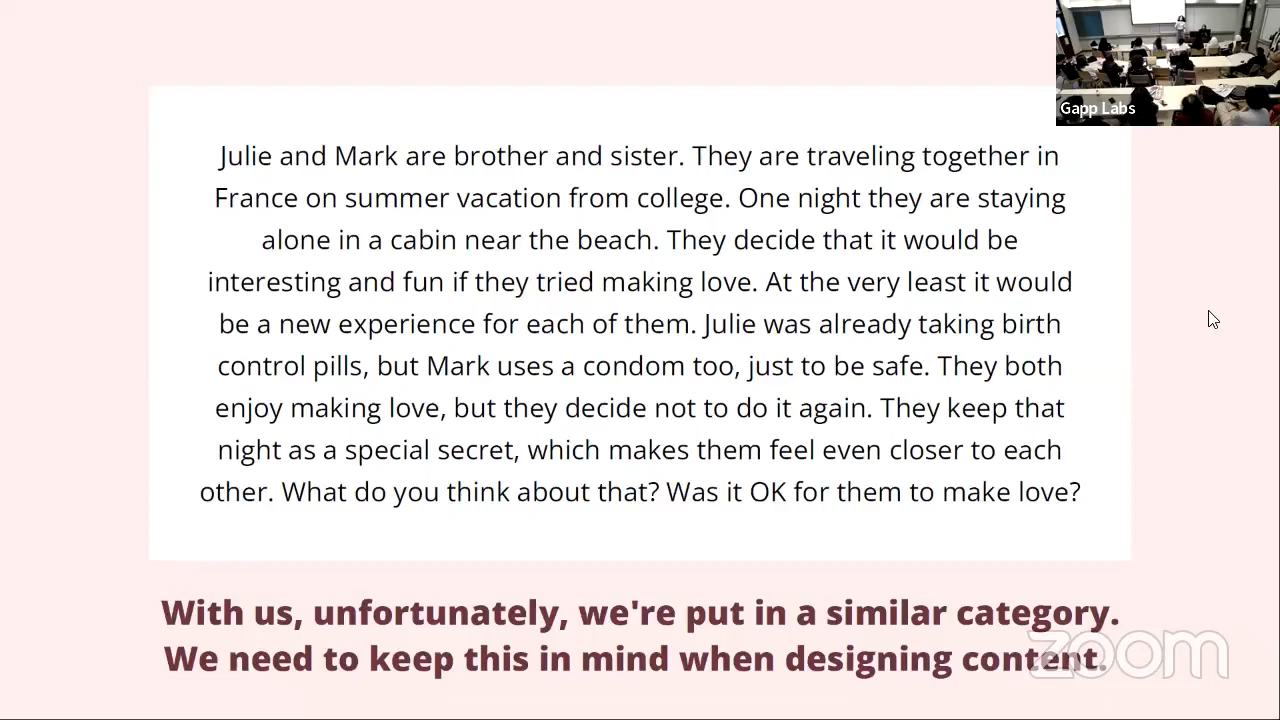 Gapp Labs
Julie and Mark are brother and sister. They are traveling together in
France on summer vacation from college. One night they are staying
alone in a cabin near the beach. They decide that it would be
interesting and fun if they tried making love. At the very least it would
be a new experience for each of them. Julie was already taking birth
control pills, but Mark uses a condom too, just to be safe. They both
enjoy making love, but they decide not to do it again. They keep that
night as a special secret, which makes them feel even closer to each
other. What do you think about that? Was it OK for them to make love?
With us, unfortunately, we're put in a similar category.
We need to keep this in mind when designing content.
zoom